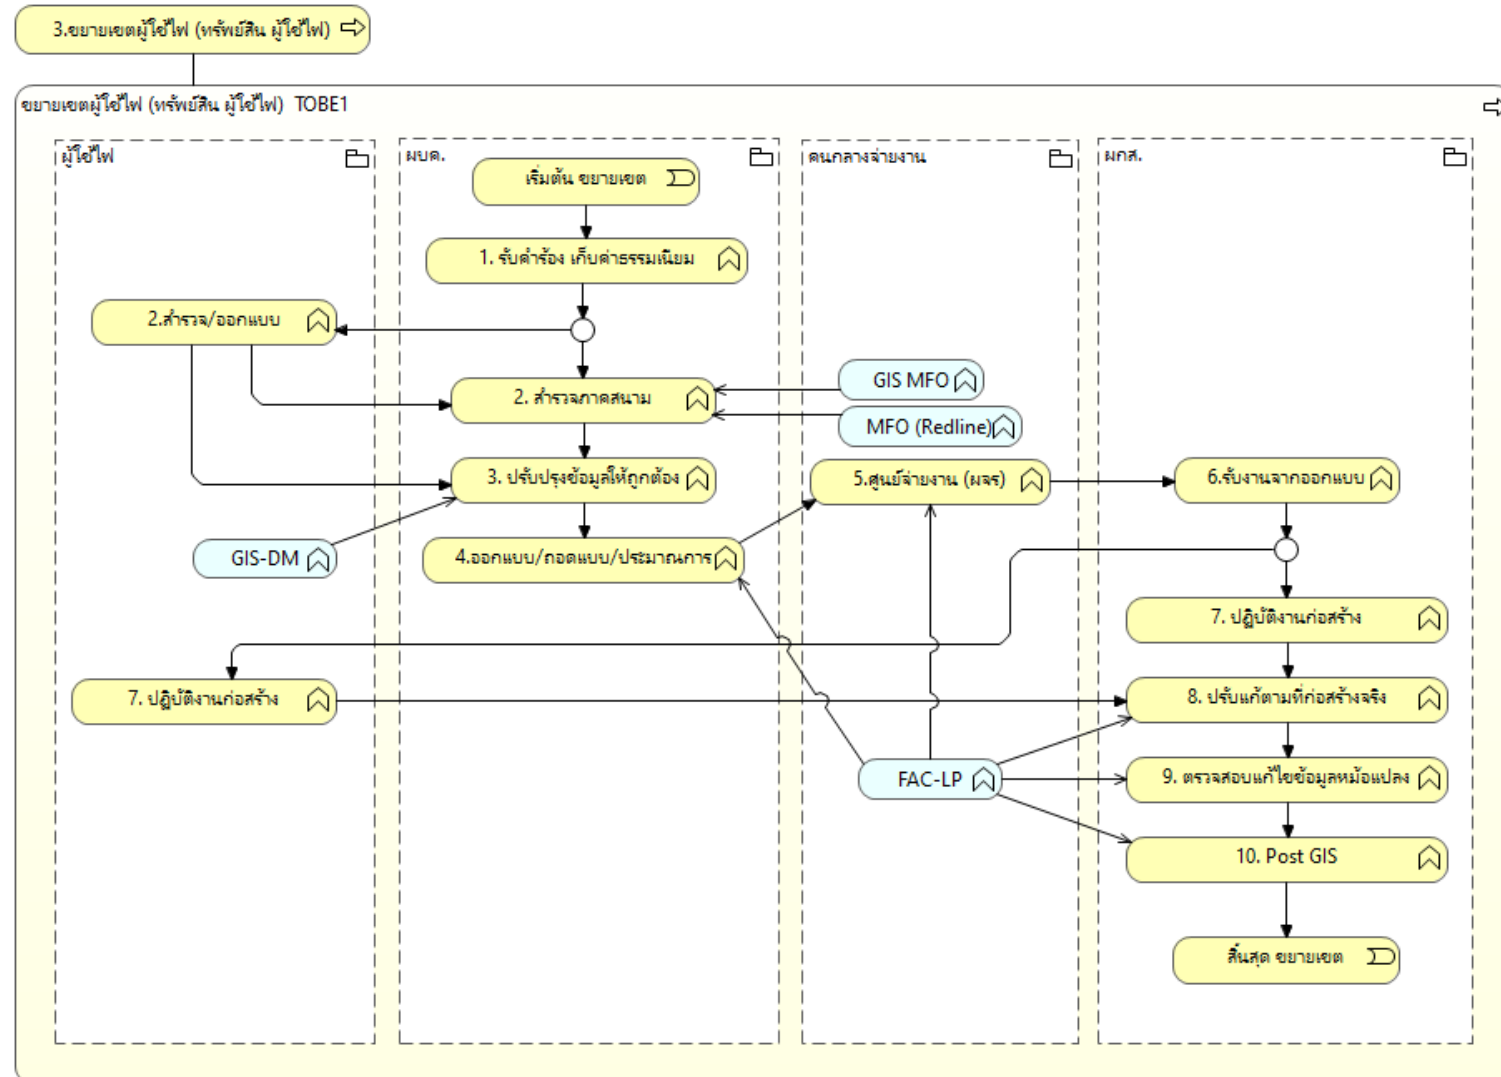 3.ขยายเขตผู้ใช้ไฟ (ทรัพย์สิน ผู้ใช้ไฟ)
ขยายเขตผู้ใช้ไฟ (ทรัพย์สิน ผู้ใช้ไฟ) TOBE1
ผู้ใช้ไฟ
ผบต.
คนกลางจ่ายงาน
ผกส.
เริ่มต้น ขยายเขต
1. รับคำร้อง เก็บค่าธรรมเนียม
2.สำรวจ/ออกแบบ
2. สำรวจภาคสนาม
GIS MFO
MFO (Redline)
3. ปรับปรุงข้อมูลให้ถูกต้อง
5.ศูนย์จ่ายงาน (ผจร)
6.รับงานจากออกแบบ
GIS-DM
4.ออกแบบ/ถอดแบบ/ประมาณการ
7. ปฏิบัติงานก่อสร้าง
7. ปฏิบัติงานก่อสร้าง
8. ปรับแก้ตามที่ก่อสร้างจริง
FAC-LP
9. ตรวจสอบแก้ไขข้อมูลหม้อแปลง
10. Post GIS
สิ้นสุด ขยายเขต